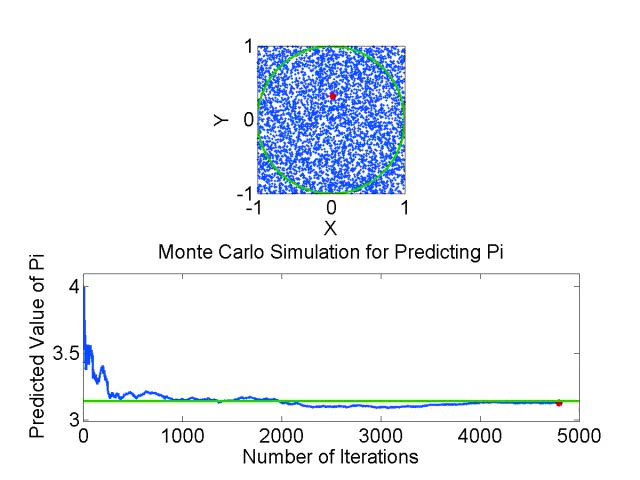 1
Y
0
-1
-1 0 1
X
Monte Carlo Simulation for Predicting Pi
Predicted Value of Pi
4
3.5
3
0 1000 2000 3000 4000 5000
Number of Iterations